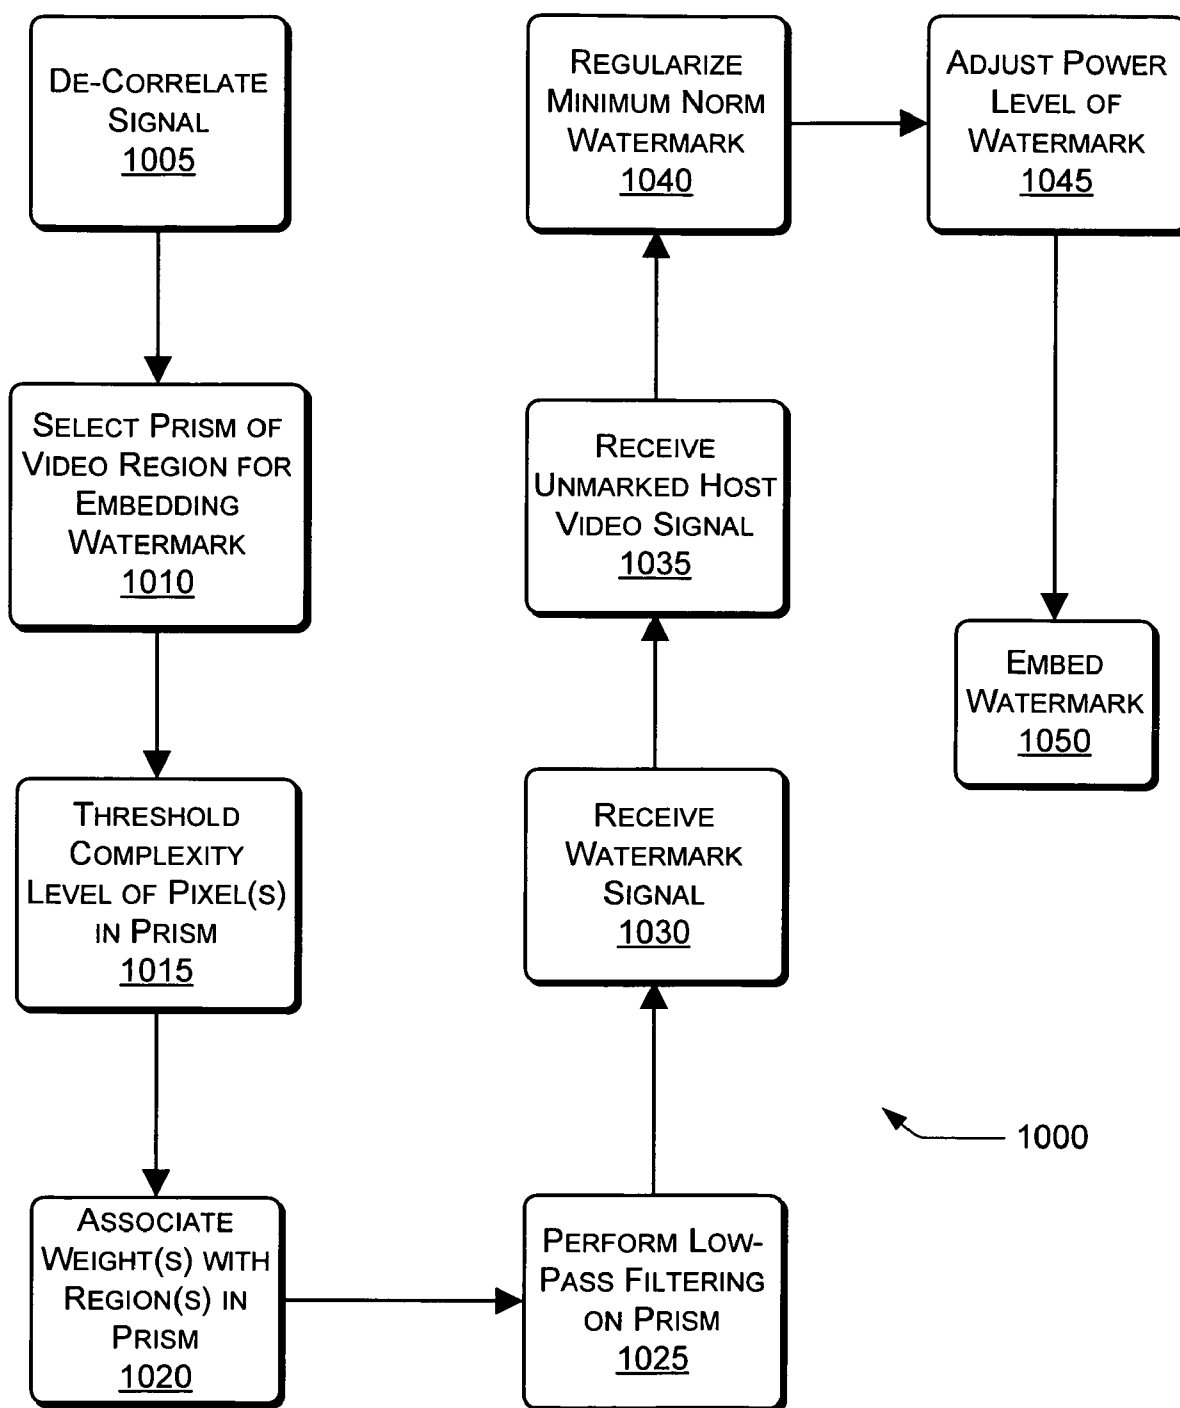 DE-CORRELATE
SIGNAL
1005
SELECT PRISM OF
VIDEO REGION FOR
EMBEDDING
WATERMARK
1010
THRESHOLD
COMPLEXITY
LEVEL OF PIXEL(S)
IN PRISM
1015
ASSOCIATE
WEIGHT(S) WITH
REGION(S) IN
PRISM
1020
PERFORM LOW-
PASS FILTERING
ON PRISM
1025
RECEIVE
WATERMARK
SIGNAL
1030
RECEIVE
UNMARKED HOST
VIDEO SIGNAL
1035
REGULARIZE
MINIMUM NORM
WATERMARK
1040
ADJUST POWER
LEVEL OF
WATERMARK
1045
EMBED
WATERMARK
1050
1000